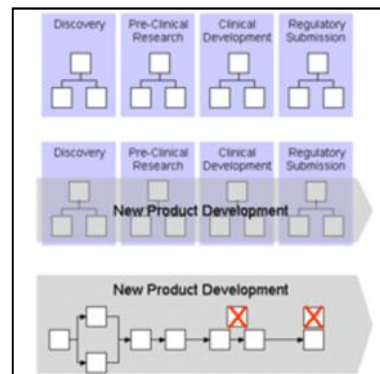 Discovery
Pre-Clinical
Research
Clinical
Development
Regulatory
Submission
Discovery
Pre-Clinical
Research
Clinical
Development
Regulatory
Submission
New Product Development
New Product Development